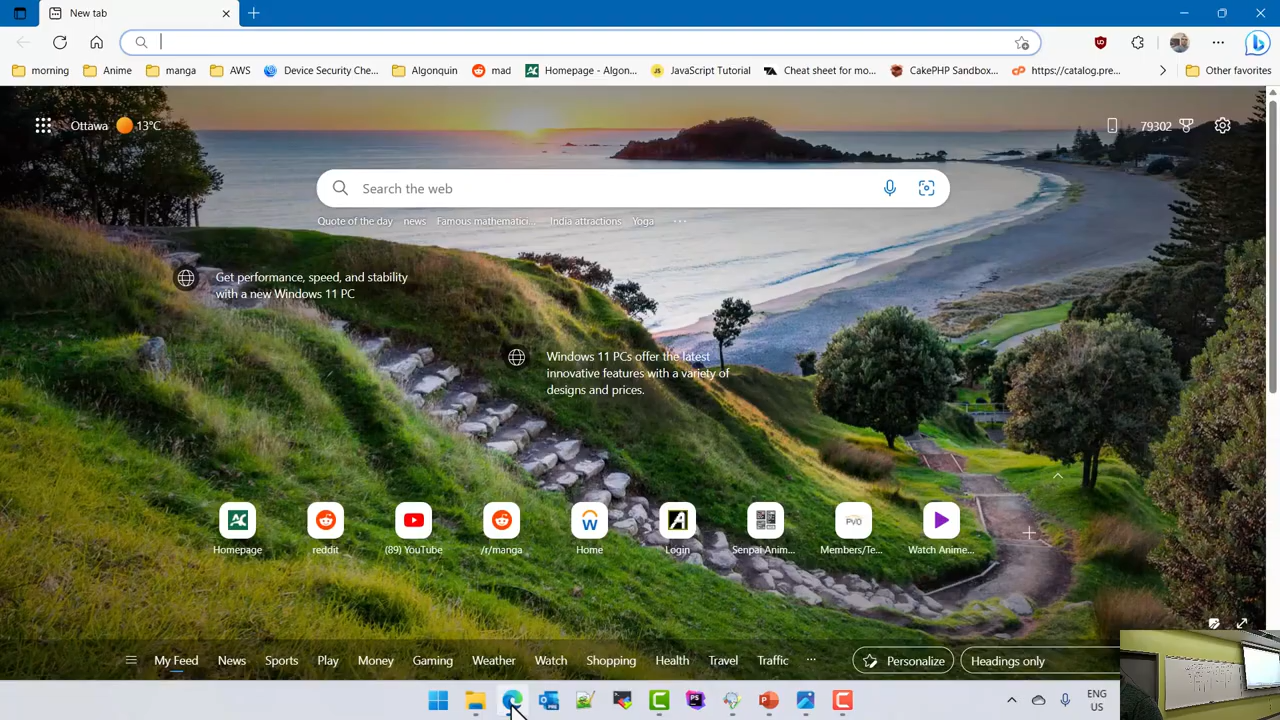 New tab
morning
Anime
manga
AWS
Device Security Che...
Algonquin
mad
Homepage - Algon...
JS
JavaScript Tutorial
Cheat sheet for mo...
CakePHP Sandbox...
https://catalog.pre...
Other favorites
Ottawa 13°C
79302
Search the web
Quote of the day
news
Famous mathematici...
India attractions
Yoga
Get performance, speed, and stability
with a new Windows 11 PC
Windows 11 PCs offer the latest
innovative features with a variety of
designs and prices.
AC
A
PVO
Homepage
reddit
(89) YouTube
/r/manga
Home
Login
Senpai Anim...
Members/Te...
Watch Anime...
My Feed
News
Sports
Play
Money
Gaming
Weather
Watch
Shopping
Health
Travel
Traffic
Personalize
Headings only
PS
ENG
US